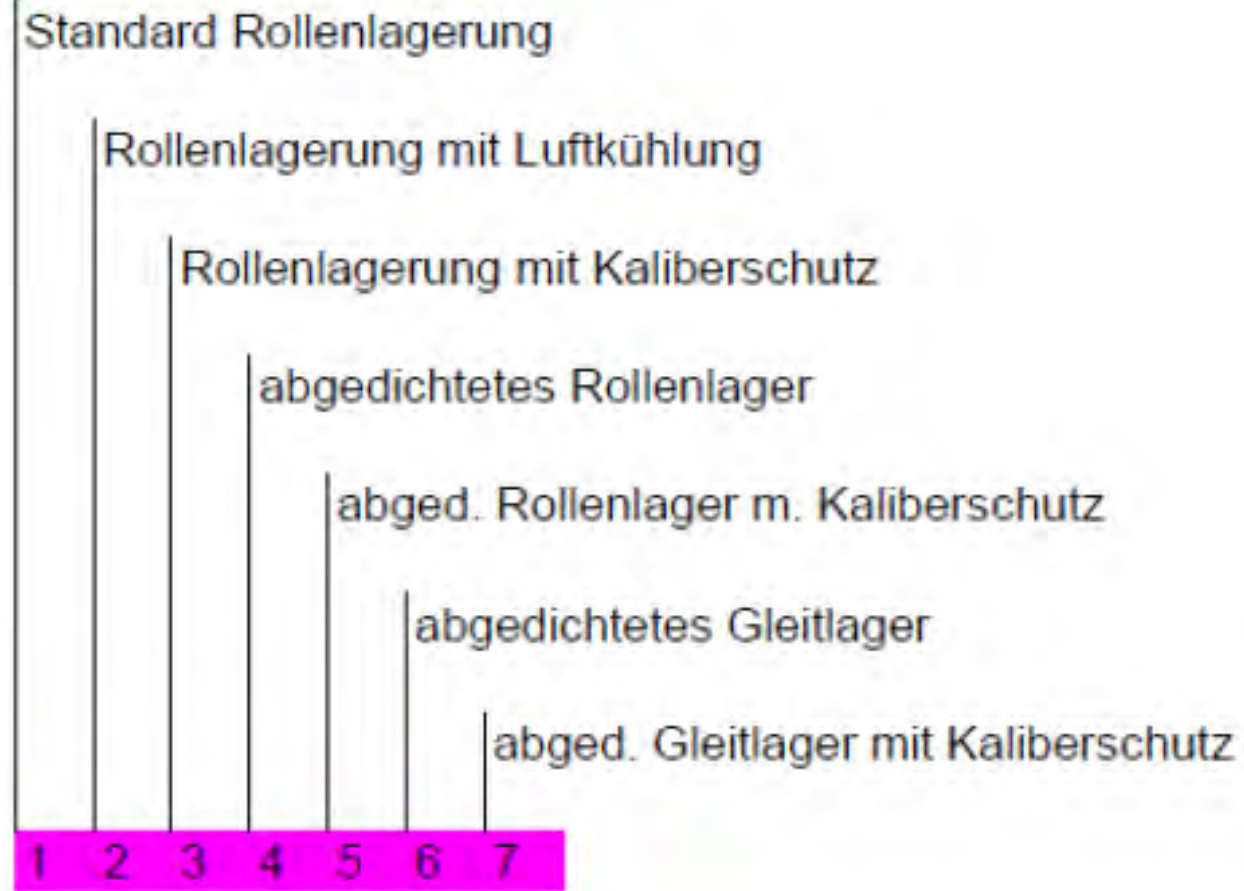 Standard Rollenlagerung
Rollenlagerung mit Luftkühlung
Rollenlagerung mit Kaliberschutz
abgedichtetes Rollenlager
abged. Rollenlager m. Kaliberschutz
abgedichtetes Gleitlager
abged. Gleitlager mit Kaliberschutz
1 2 3 4 5 6 7